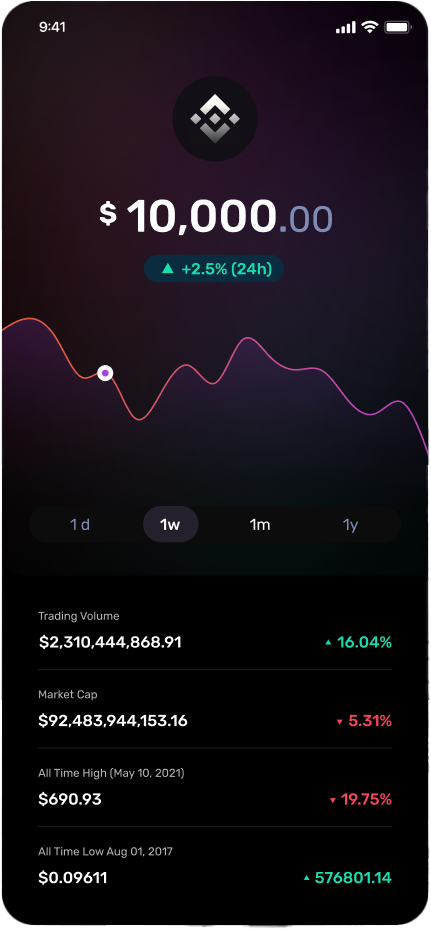 9:41
$ 10,000.00
▲ +2.5% (24h)
1 d 1w 1m 1y
Trading Volume
$2,310,444,868.91 ▲ 16.04%
Market Cap
$92,483,944,153.16 ▼ 5.31%
All Time High (May 10, 2021)
$690.93 ▼ 19.75%
All Time Low Aug 01, 2017
$0.09611 ▲ 576801.14